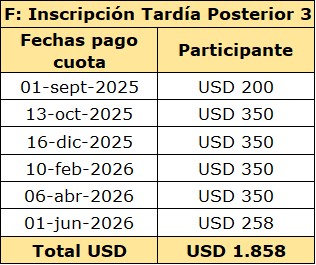 F: Inscripción Tardía Posterior 3
Fechas pago cuota Participante
01-sept-2025 USD 200
13-oct-2025 USD 350
16-dic-2025 USD 350
10-feb-2026 USD 350
06-abr-2026 USD 350
01-jun-2026 USD 258
Total USD USD 1.858